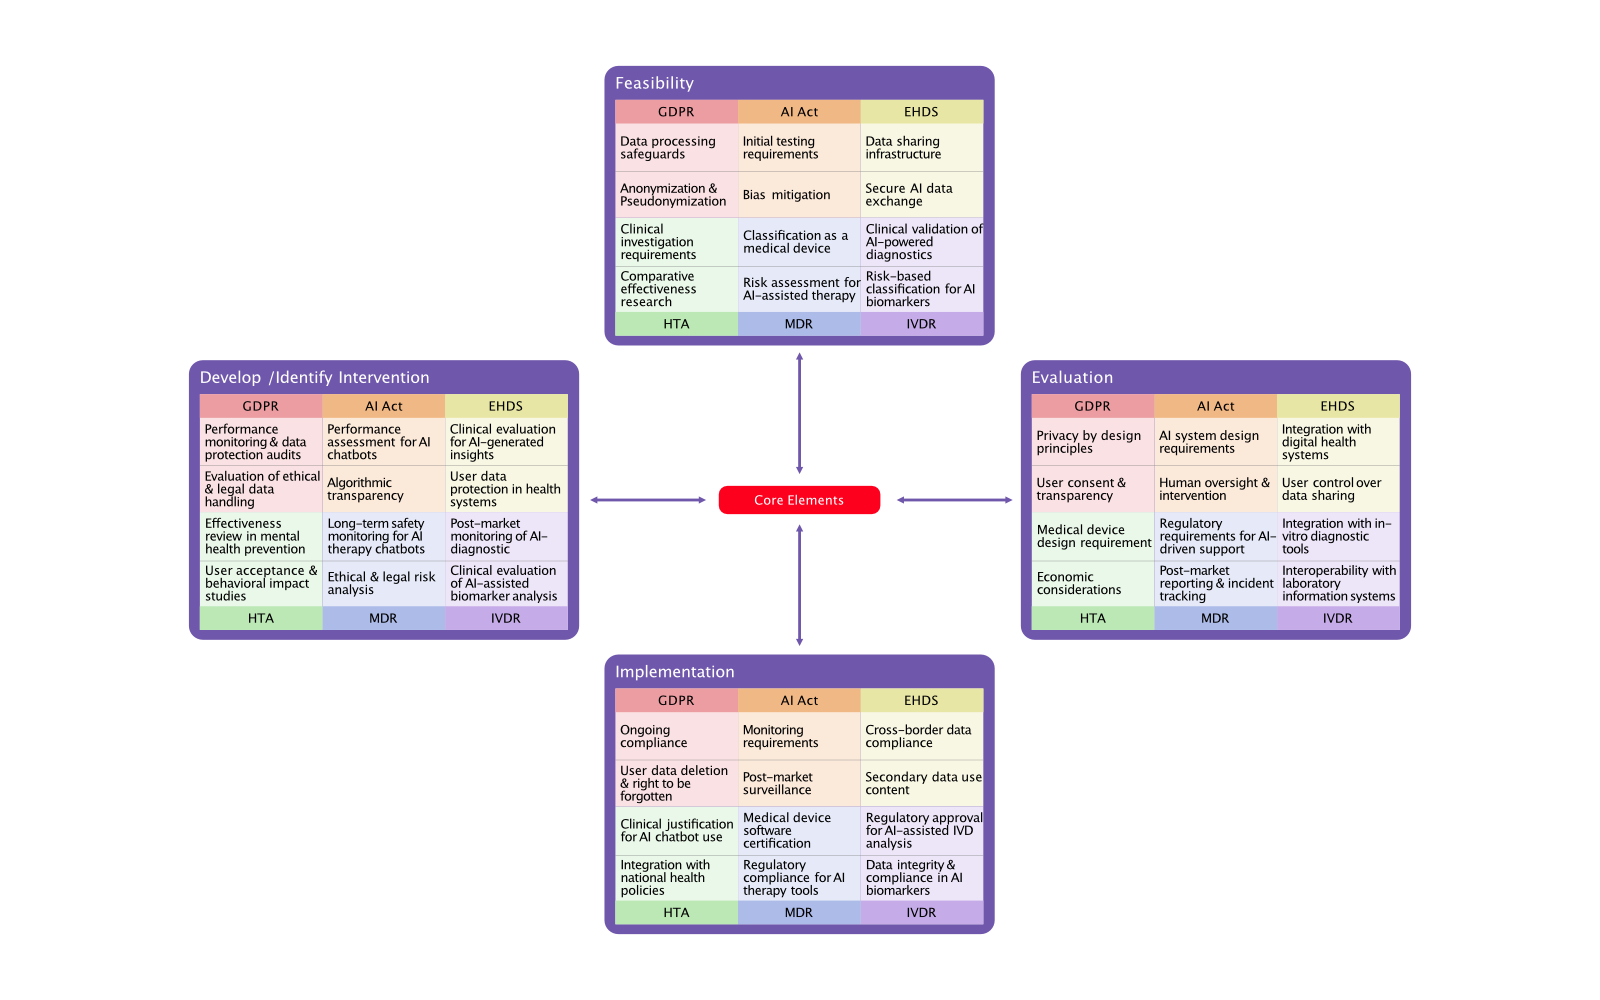 Feasibility
GDPR
AI Act
EHDS
Data processing
safeguards
Initial testing
requirements
Data sharing
infrastructure
Anonymization &
Pseudonymization
Bias mitigation
Secure AI data
exchange
Clinical
investigation
requirements
Classification as a
medical device
Clinical validation of
AI-powered
diagnostics
Comparative
effectiveness
research
Risk assessment for
AI-assisted therapy
Risk-based
classification for AI
biomarkers
HTA
MDR
IVDR
Develop /Identify Intervention
GDPR
AI Act
EHDS
Performance
monitoring & data
protection audits
Performance
assessment for AI
chatbots
Clinical evaluation
for AI-generated
insights
Evaluation of ethical
& legal data
handling
Algorithmic
transparency
User data
protection in health
systems
Effectiveness
review in mental
health prevention
Long-term safety
monitoring for AI
therapy chatbots
Post-market
monitoring of AI-
diagnostic
User acceptance &
behavioral impact
studies
Ethical & legal risk
analysis
Clinical evaluation
of AI-assisted
biomarker analysis
HTA
MDR
IVDR
Core Elements
Evaluation
GDPR
AI Act
EHDS
Privacy by design
principles
AI system design
requirements
Integration with
digital health
systems
User consent &
transparency
Human oversight &
intervention
User control over
data sharing
Medical device
design requirement
Regulatory
requirements for AI-
driven support
Integration with in-
vitro diagnostic
tools
Economic
considerations
Post-market
reporting & incident
tracking
Interoperability with
laboratory
information systems
HTA
MDR
IVDR
Implementation
GDPR
AI Act
EHDS
Ongoing
compliance
Monitoring
requirements
Cross-border data
compliance
User data deletion
& right to be
forgotten
Post-market
surveillance
Secondary data use
content
Clinical justification
for AI chatbot use
Medical device
software
certification
Regulatory approval
for AI-assisted IVD
analysis
Integration with
national health
policies
Regulatory
compliance for AI
therapy tools
Data integrity &
compliance in AI
biomarkers
HTA
MDR
IVDR